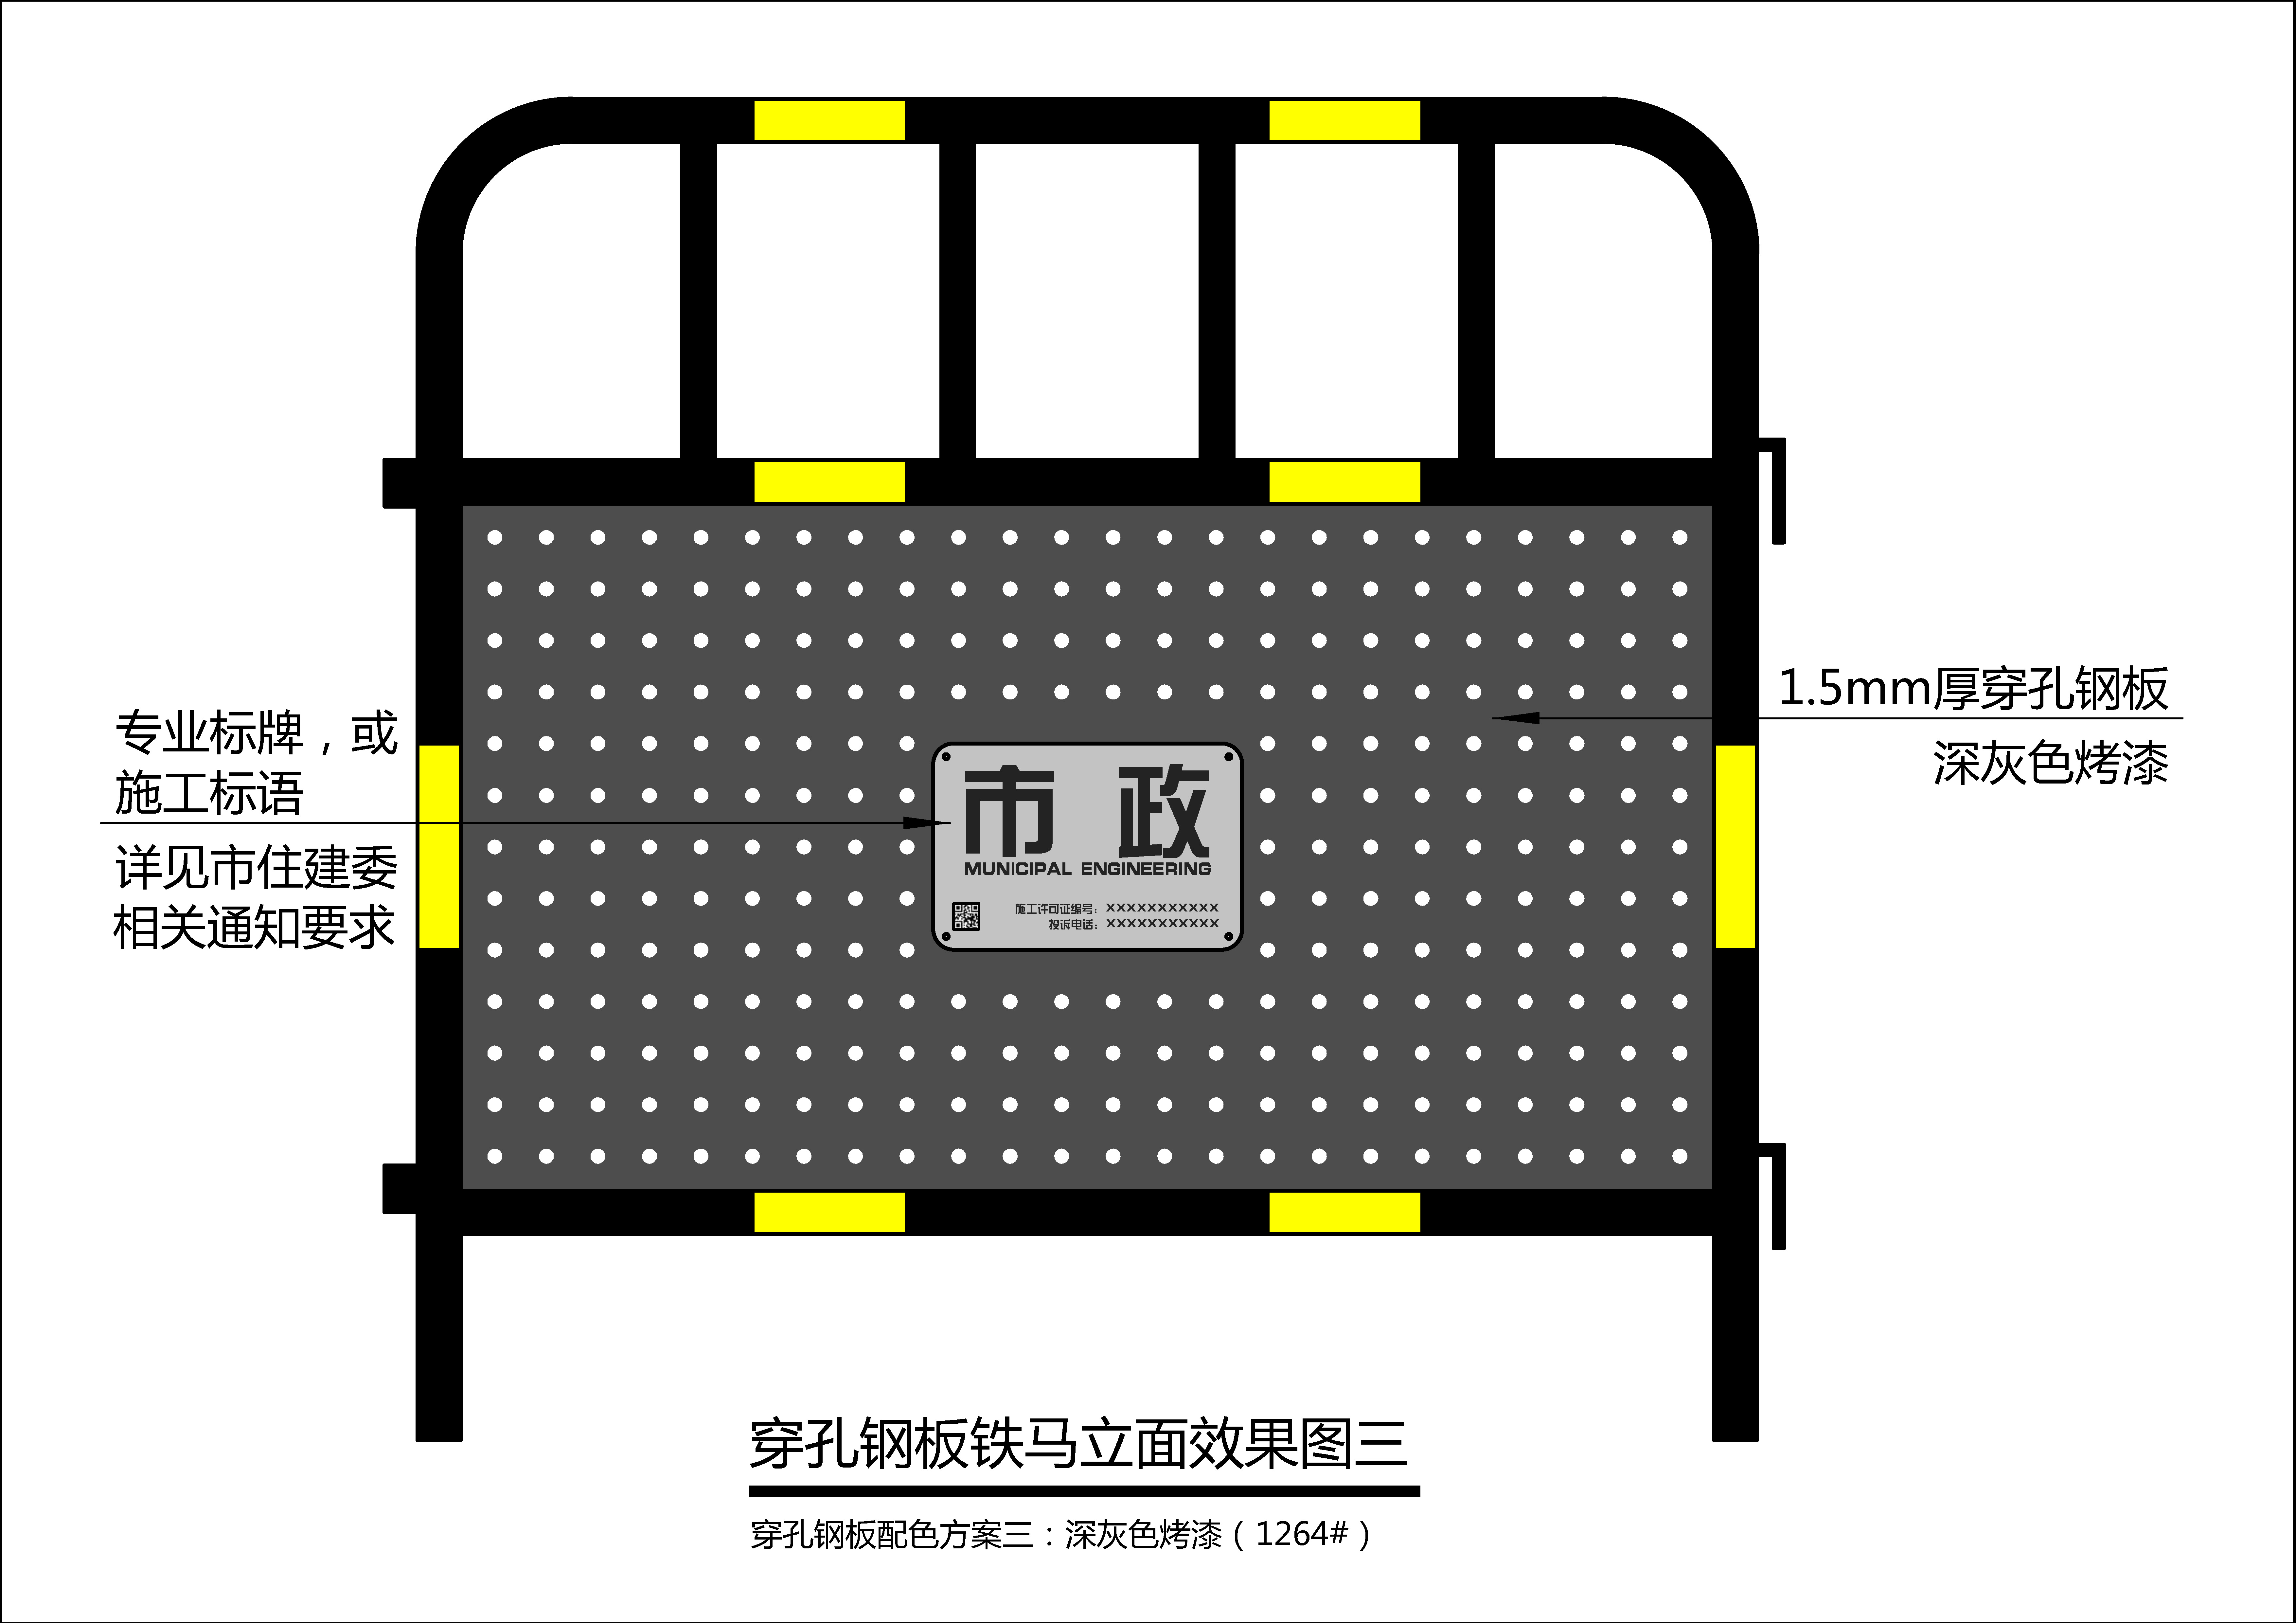 专业标牌，或
施工标语
详见市住建委
相关通知要求
1.5mm厚穿孔钢板
深灰色烤漆
市 政
MUNICIPAL ENGINEERING
施工许可证编号：XXXXXXXXXXX
投诉电话：XXXXXXXXXXX
穿孔钢板铁马立面效果图三
穿孔钢板配色方案三：深灰色烤漆（1264#）